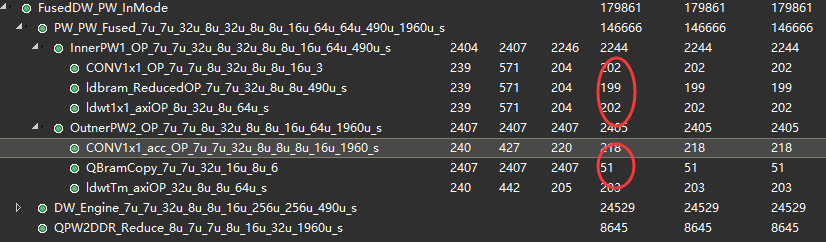 FusedDW_PW_InMode 179861 179861 179861
PW_PW_Fused_7u_7u_32u_8u_32u_8u_8u_16u_64u_64u_490u_1960u_s 146666 146666 146666
InnerPW1_OP_7u_7u_32u_8u_32u_8u_8u_16u_64u_490u_s 2404 2407 2246 2244 2244 2244
CONV1x1_OP_7u_7u_8u_32u_8u_8u_16u_3 239 571 204 202 202 202
ldbram_ReducedOP_7u_7u_32u_8u_8u_490u_s 239 571 204 199 199 199
ldwt1x1_axiOP_8u_32u_8u_64u_s 239 571 204 202 202 202
OutnerPW2_OP_7u_7u_8u_32u_8u_8u_8u_16u_64u_1960u_s 2407 2407 2407 2405 2405 2405
CONV1x1_acc_OP_7u_7u_32u_8u_8u_8u_16u_1960_s 240 427 220 218 218 218
QBramCopy_7u_7u_32u_16u_8u_6 2407 2407 2407 51 51 51
ldwtTm_axiOP_32u_8u_8u_64u_s 240 442 205 203 203 203
DW_Engine_7u_7u_32u_8u_8u_16u_256u_256u_490u_s 24529 24529 24529
QPW2DDR_Reduce_8u_7u_7u_8u_16u_32u_1960u_s 8645 8645 8645